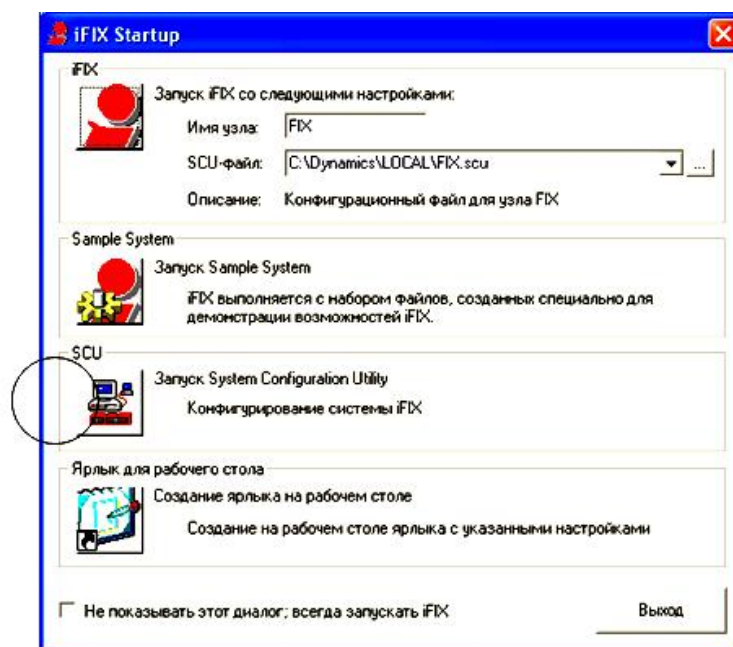 iFIX Startup
iFIX
Запуск iFIX со следующими настройками:
Имя узла: FIX
SCU-файл: C:\Dynamics\LOCAL\FIX.scu ...
Описание: Конфигурационный файл для узла FIX
Sample System
Запуск Sample System
iFIX выполняется с набором файлов, созданных специально для
демонстрации возможностей iFIX.
SCU
Запуск System Configuration Utility
Конфигурирование системы iFIX
Ярлык для рабочего стола
Создание ярлыка на рабочем столе
Создание на рабочем столе ярлыка с указанными настройками
Не показывать этот диалог; всегда запускать iFIX Выход